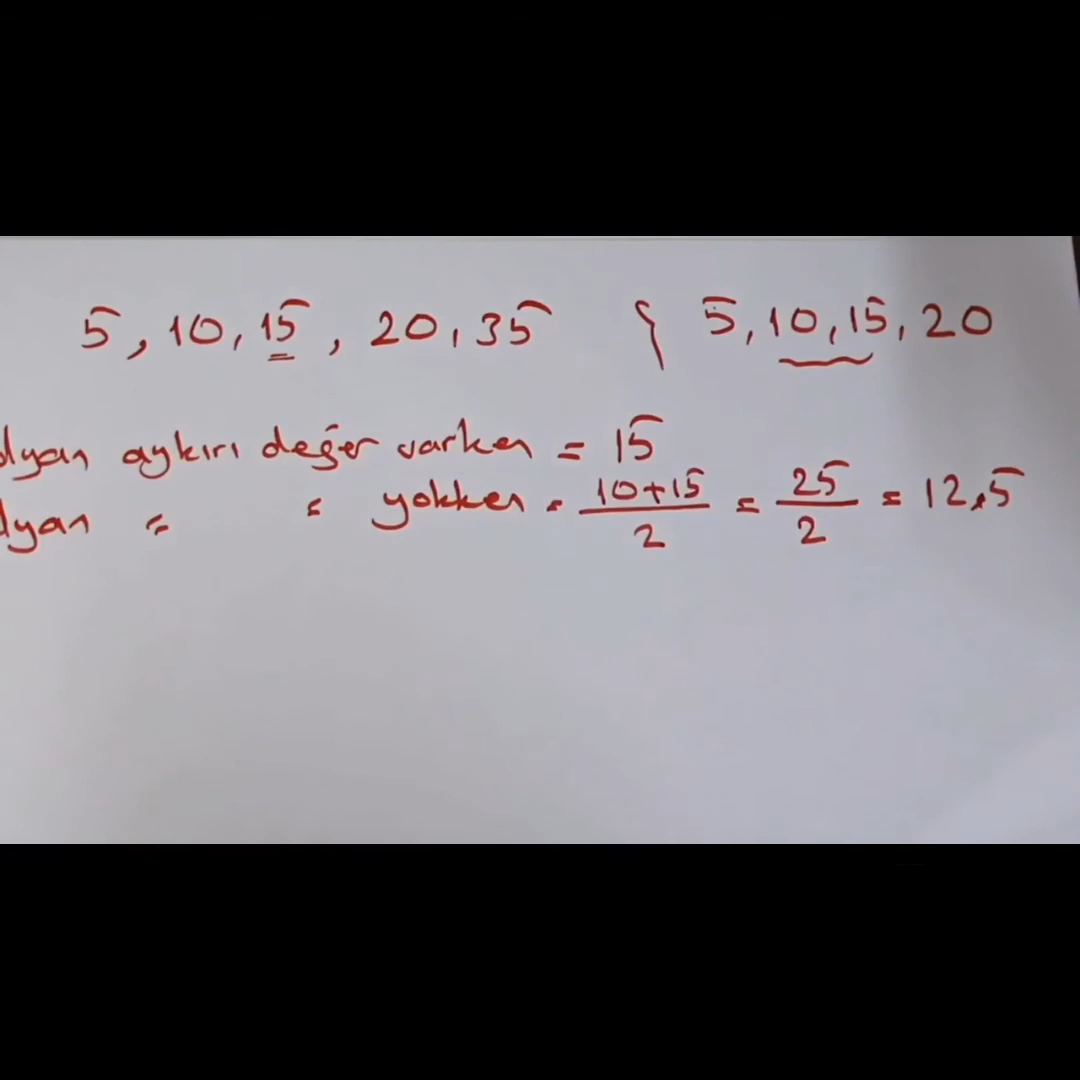 5, 10, 15, 20, 35 { 5, 10, 15, 20
dyan aykırı değer varken = 15
dyan " " yokken = 10+15/2 = 25/2 = 12,5